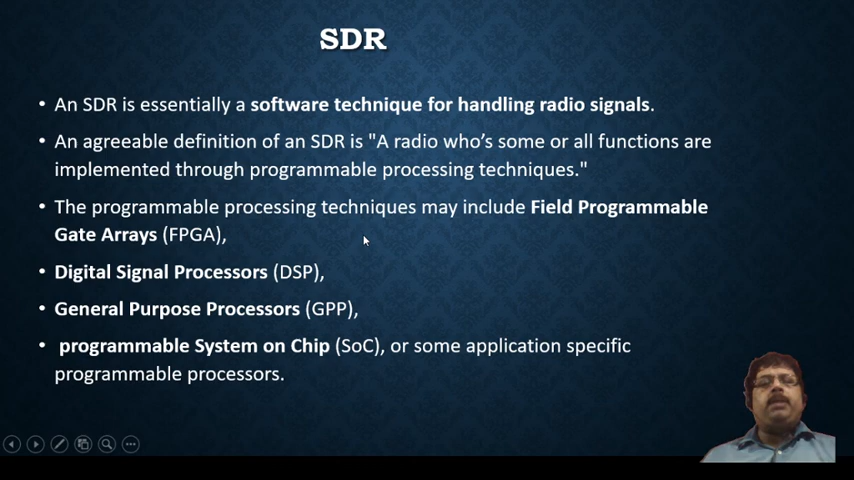 SDR
• An SDR is essentially a software technique for handling radio signals.
• An agreeable definition of an SDR is "A radio who's some or all functions are
implemented through programmable processing techniques."
• The programmable processing techniques may include Field Programmable
Gate Arrays (FPGA),
• Digital Signal Processors (DSP),
• General Purpose Processors (GPP),
• programmable System on Chip (SoC), or some application specific
programmable processors.